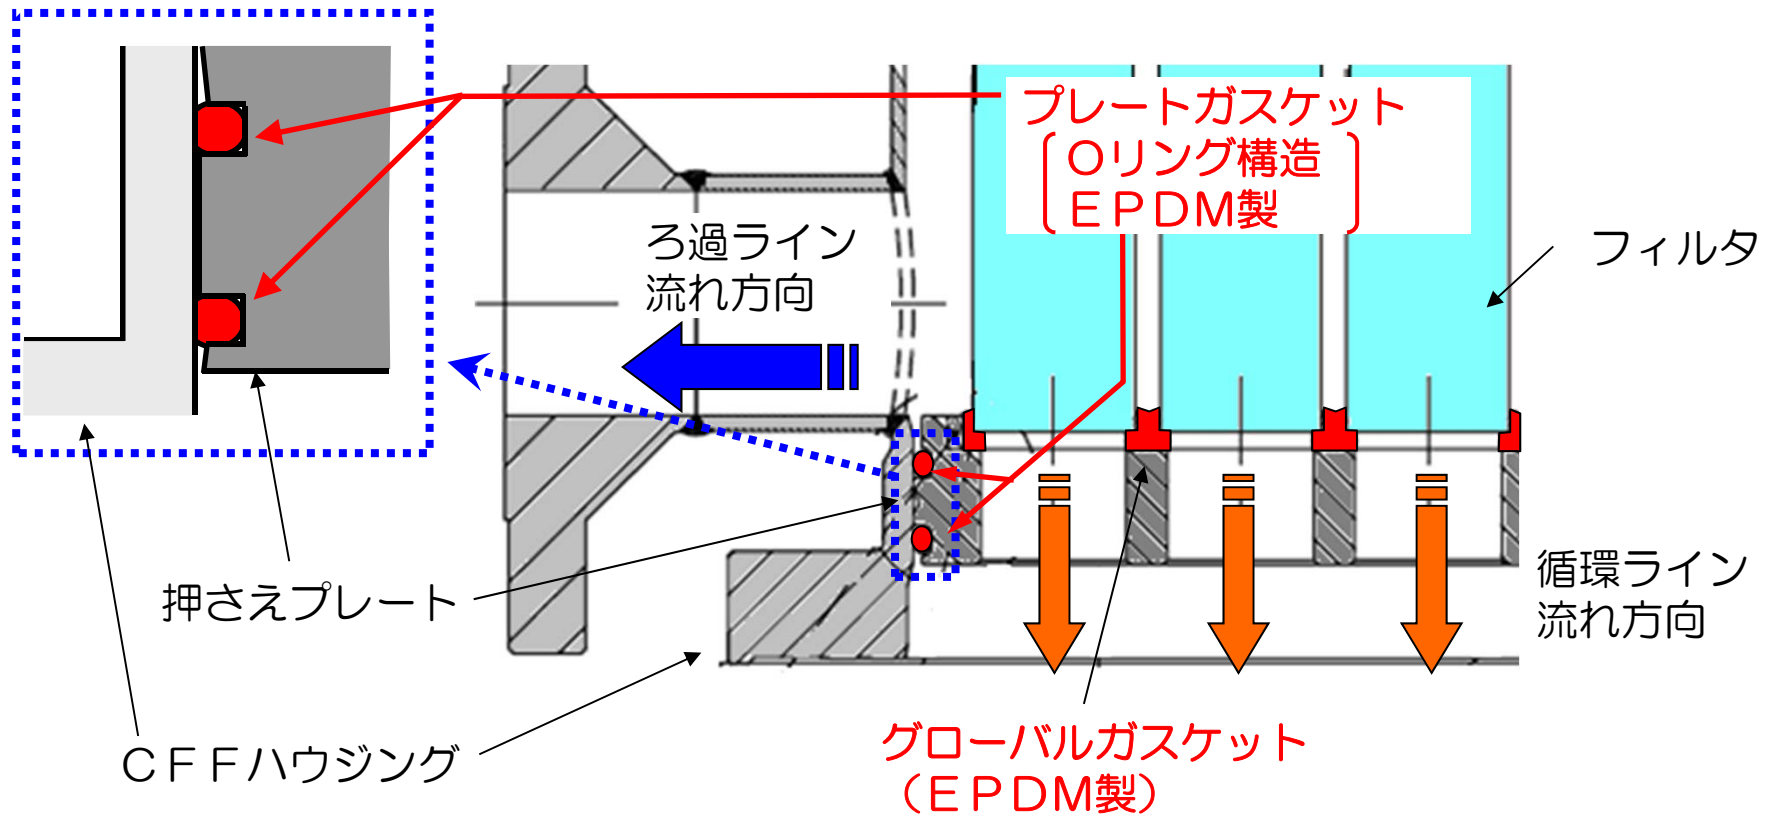 プレートガスケット
Oリング構造
EPDM製
ろ過ライン
流れ方向
フィルタ
押さえプレート
循環ライン
流れ方向
CFFハウジング
グローバルガスケット
(EPDM製)